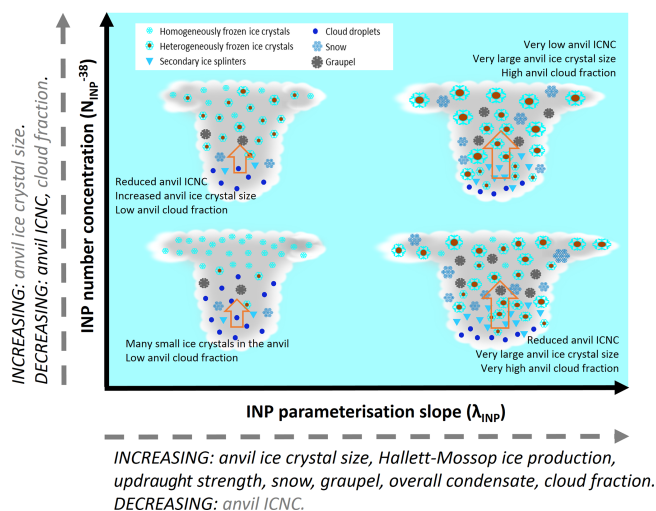 Homogeneously frozen ice crystals
Heterogeneously frozen ice crystals
Secondary ice splinters
Cloud droplets
Snow
Graupel
Very low anvil ICNC
Very large anvil ice crystal size
High anvil cloud fraction
Reduced anvil ICNC
Increased anvil ice crystal size
Low anvil cloud fraction
Many small ice crystals in the anvil
Low anvil cloud fraction
Reduced anvil ICNC
Very large anvil ice crystal size
Very high anvil cloud fraction
INCREASING: anvil ice crystal size.
DECREASING: anvil ICNC, cloud fraction.
INP number concentration (N_INP^-38)
INP parameterisation slope (λ_INP)
INCREASING: anvil ice crystal size, Hallett-Mossop ice production,
updraught strength, snow, graupel, overall condensate, cloud fraction.
DECREASING: anvil ICNC.